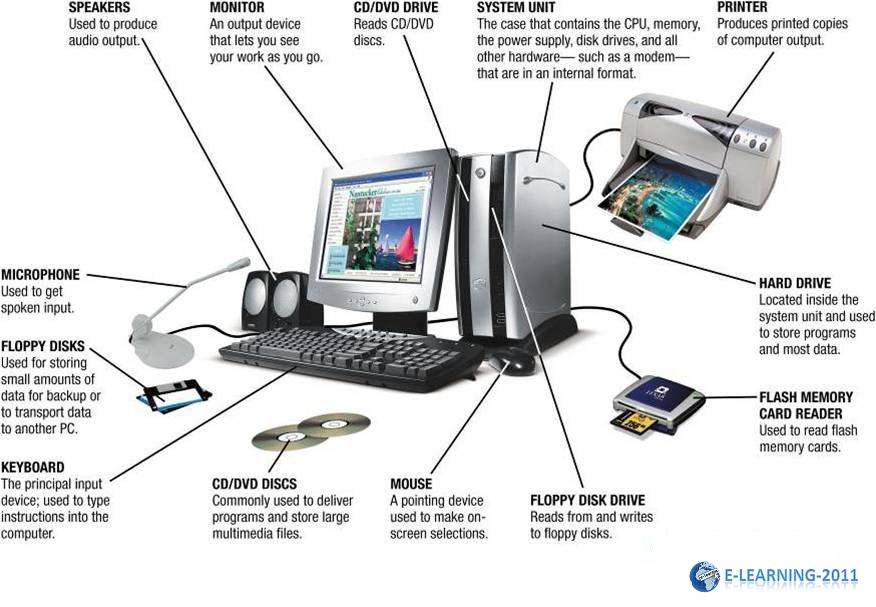 SPEAKERS
Used to produce
audio output.
MONITOR
An output device
that lets you see
your work as you go.
CD/DVD DRIVE
Reads CD/DVD
discs.
SYSTEM UNIT
The case that contains the CPU, memory,
the power supply, disk drives, and all
other hardware— such as a modem—
that are in an internal format.
PRINTER
Produces printed copies
of computer output.
MICROPHONE
Used to get
spoken input.
FLOPPY DISKS
Used for storing
small amounts of
data for backup or
to transport data
to another PC.
KEYBOARD
The principal input
device; used to type
instructions into the
computer.
Nantucket
HARD DRIVE
Located inside the
system unit and used
to store programs
and most data.
LEXAR
FLASH MEMORY
CARD READER
Used to read flash
memory cards.
CD/DVD DISCS
Commonly used to deliver
programs and store large
multimedia files.
MOUSE
A pointing device
used to make on-
screen selections.
FLOPPY DISK DRIVE
Reads from and writes
to floppy disks.
E-LEARNING-2011